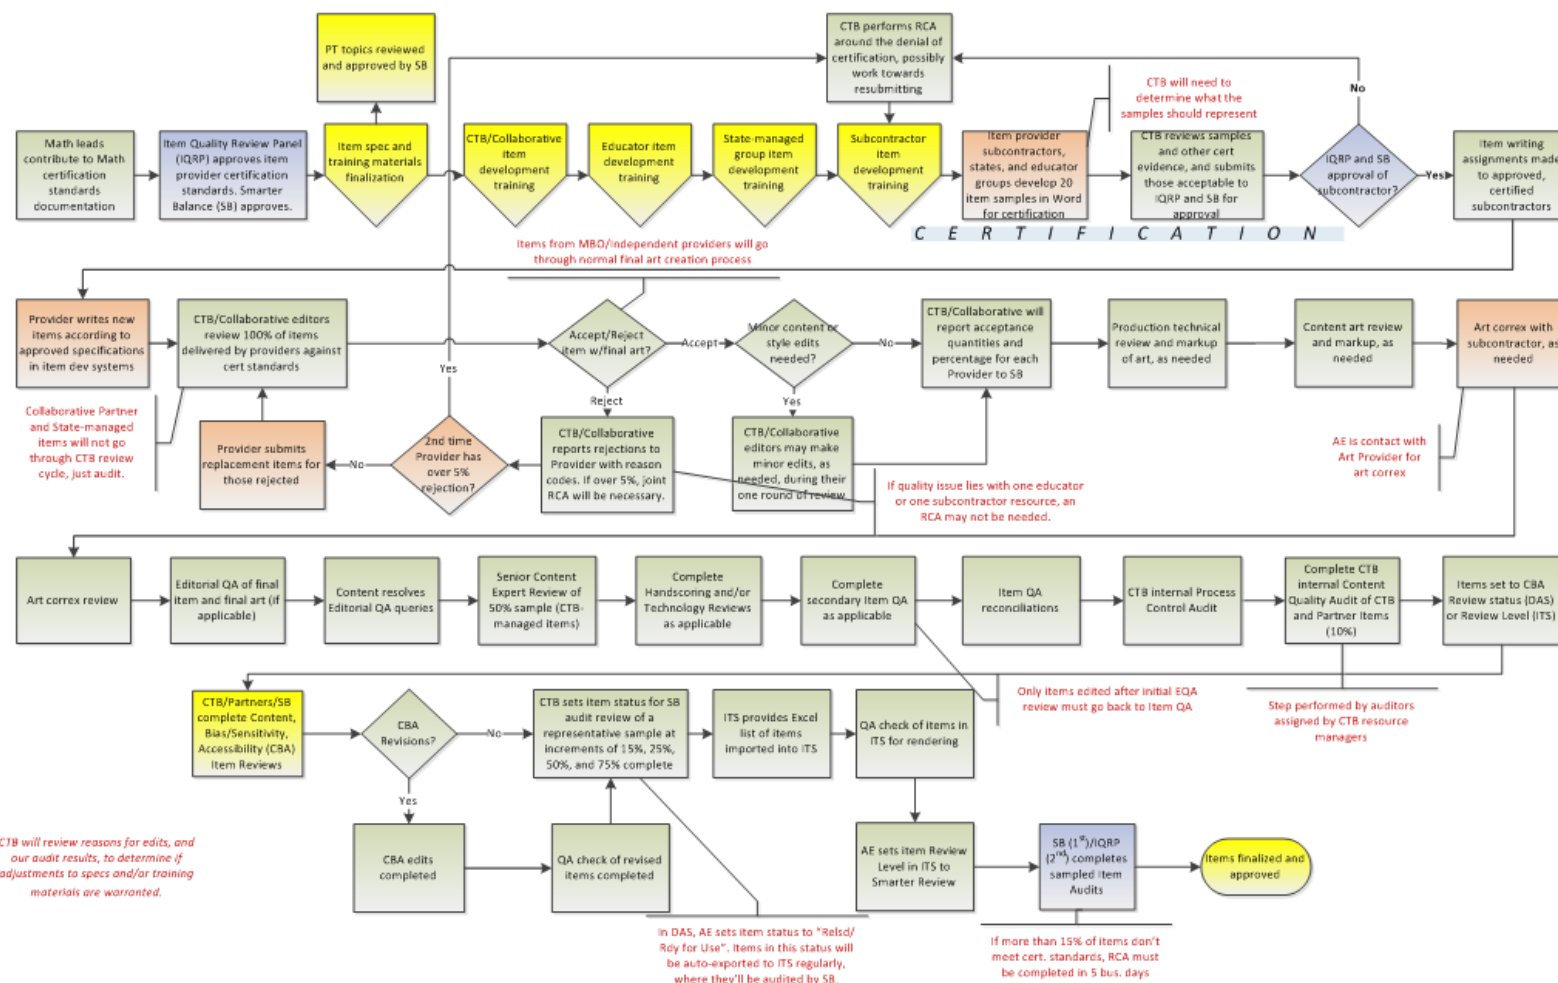 PT topics reviewed
and approved by SB
CTB performs RCA
around the denial of
certification, possibly
work towards
resubmitting
CTB will need to
determine what the
samples should represent
No
Math leads
contribute to Math
certification
standards
documentation
Item Quality Review Panel
(IQRP) approves item
provider certification
standards. Smarter
Balance (SB) approves.
Item spec and
training materials
finalization
CTB/Collaborative
item
development
training
Educator item
development
training
State-managed
group item
development
training
Subcontractor
item
development
training
Item provider
subcontractors,
states, and educator
groups develop 20
item samples in Word
for certification
CTB reviews samples
and other cert
evidence, and submits
those acceptable to
IQRP and SB for
approval
IQRP and SB
approval of
subcontractor?
Yes
Item writing
assignments made
to approved,
certified
subcontractors
CERTIFICATION
Items from MBO/Independent providers will go
through normal final art creation process
Provider writes new
items according to
approved specifications
in item dev systems
CTB/Collaborative editors
review 100% of items
delivered by providers against
cert standards
Accept/Reject
item w/final art?
Accept
Minor content or
style edits
needed?
No
CTB/Collaborative will
report acceptance
quantities and
percentage for each
Provider to SB
Production technical
review and markup
of art, as needed
Content art review
and markup, as
needed
Art correx with
subcontractor, as
needed
Yes
Reject
Yes
Collaborative Partner
and State-managed
items will not go
through CTB review
cycle, just audit.
Provider submits
replacement items for
those rejected
No
2nd time
Provider has
over 5%
rejection?
CTB/Collaborative
reports rejections to
Provider with reason
codes. If over 5%, joint
RCA will be necessary.
CTB/Collaborative
editors may make
minor edits, as
needed, during their
one round of review
If quality issue lies with one educator
or one subcontractor resource, an
RCA may not be needed.
AE is contact with
Art Provider for
art correx
Art correx review
Editorial QA of final
item and final art (if
applicable)
Content resolves
Editorial QA queries
Senior Content
Expert Review of
50% sample (CTB-
managed items)
Complete
Handscoring and/or
Technology Reviews
as applicable
Complete
secondary Item QA
as applicable
Item QA
reconciliations
CTB internal Process
Control Audit
Complete CTB
internal Content
Quality Audit of CTB
and Partner Items
(10%)
Items set to CBA
Review status (DAS)
or Review Level (ITS)
Only items edited after initial EQA
review must go back to Item QA
Step performed by auditors
assigned by CTB resource
managers
CTB/Partners/SB
complete Content,
Bias/Sensitivity,
Accessibility (CBA)
Item Reviews
CBA
Revisions?
No
CTB sets item status for SB
audit review of a
representative sample at
increments of 15%, 25%,
50%, and 75% complete
ITS provides Excel
list of items
imported into ITS
QA check of items in
ITS for rendering
Yes
CTB will review reasons for edits, and
our audit results, to determine if
adjustments to specs and/or training
materials are warranted.
CBA edits
completed
QA check of revised
items completed
AE sets item Review
Level in ITS to
Smarter Review
SB (1st)/IQRP
(2nd) completes
sampled Item
Audits
Items finalized and
approved
In DAS, AE sets item status to "Relsd/
Rdy for Use". Items in this status will
be auto-exported to ITS regularly,
where they'll be audited by SB.
If more than 15% of items don't
meet cert. standards, RCA must
be completed in 5 bus. days